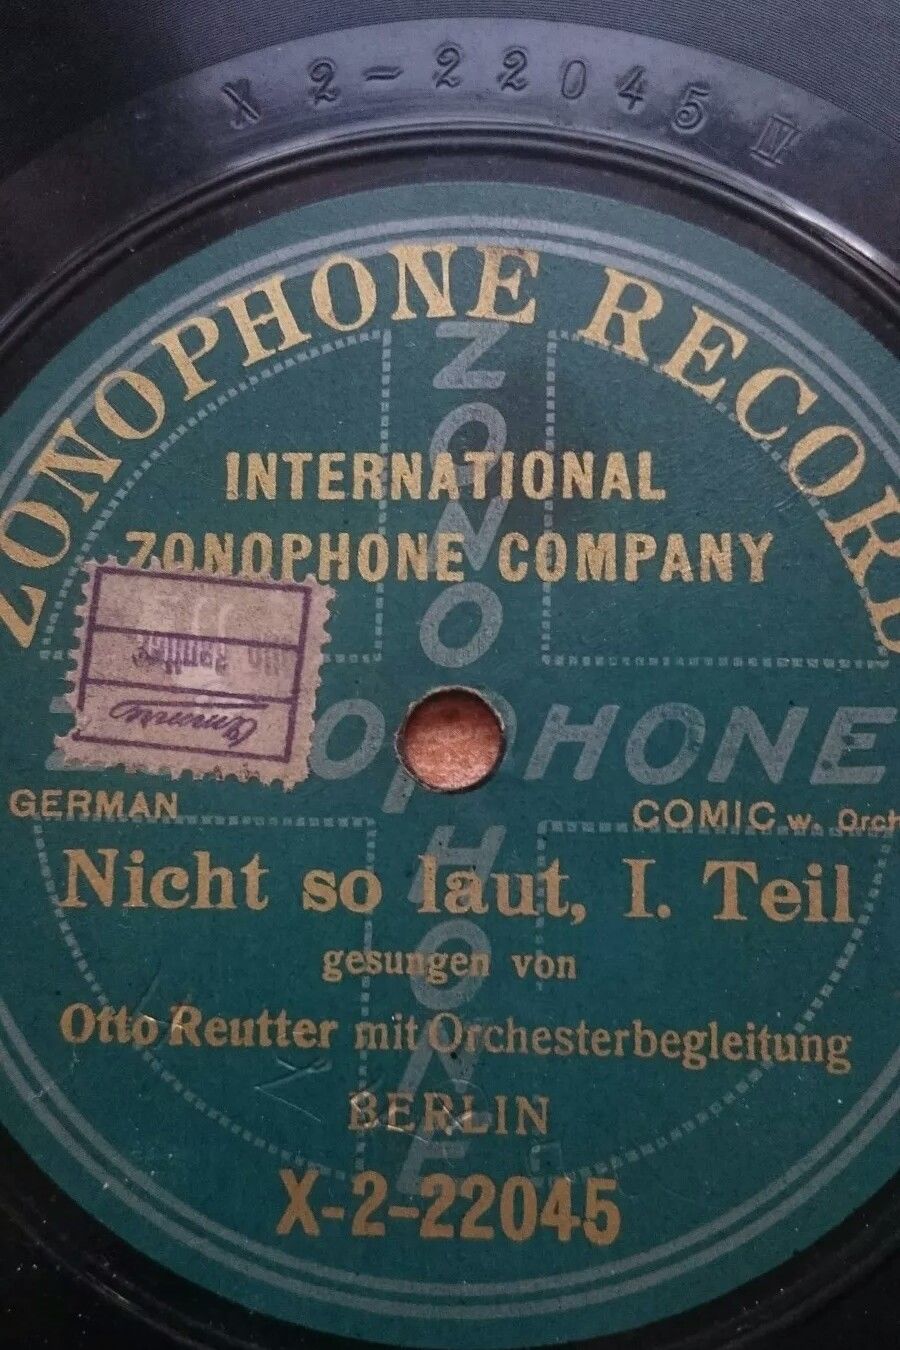 X 2-22045 IV
ZONOPHONE RECORD
INTERNATIONAL
ZONOPHONE COMPANY
ZONOPHONE
GERMAN
COMIC w. Orch
Nicht so laut, I. Teil
gesungen von
Otto Reutter mit Orchesterbegleitung
BERLIN
X-2-22045